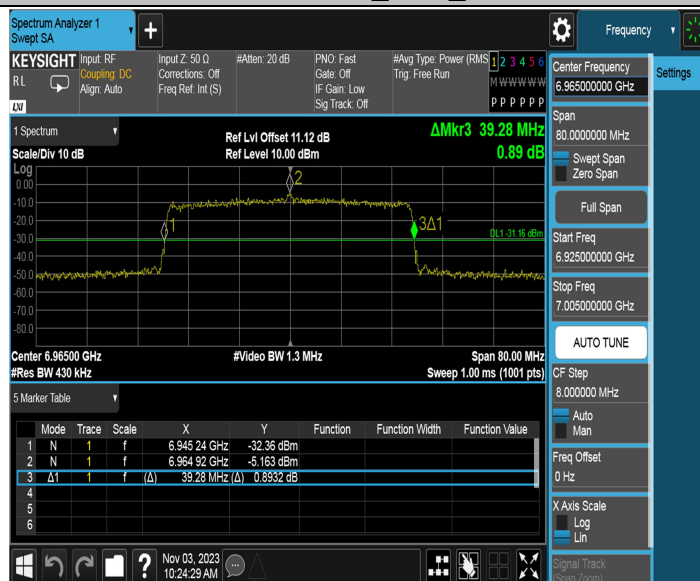 Spectrum Analyzer 1
Swept SA
Frequency
KEYSIGHT
RL
LXI
Input: RF
Coupling: DC
Align: Auto
Input Z: 50 Ω
Corrections: Off
Freq Ref: Int (S)
#Atten: 20 dB
PNO: Fast
Gate: Off
IF Gain: Low
Sig Track: Off
#Avg Type: Power (RMS
Trig: Free Run
1 2 3 4 5 6
M W W W W W
P P P P P P
Center Frequency
6.965000000 GHz
Settings
Span
80.0000000 MHz
Swept Span
Zero Span
Full Span
Start Freq
6.925000000 GHz
Stop Freq
7.005000000 GHz
AUTO TUNE
CF Step
8.000000 MHz
Auto
Man
Freq Offset
0 Hz
X Axis Scale
Log
Lin
Signal Track
(Span Zoom)
1 Spectrum
Scale/Div 10 dB
Ref Lvl Offset 11.12 dB
Ref Level 10.00 dBm
ΔMkr3 39.28 MHz
0.89 dB
Log
0.00
-10.0
-20.0
-30.0
-40.0
-50.0
-60.0
-70.0
-80.0
1
2
3Δ1
DL1 -31.16 dBm
Center 6.96500 GHz
#Video BW 1.3 MHz
Span 80.00 MHz
#Res BW 430 kHz
Sweep 1.00 ms (1001 pts)
5 Marker Table
Mode Trace Scale X Y Function Function Width Function Value
1 N 1 f 6.945 24 GHz -32.36 dBm
2 N 1 f 6.964 92 GHz -5.163 dBm
3 Δ1 1 f (Δ) 39.28 MHz (Δ) 0.8932 dB
4
5
6
?
Nov 03, 2023
10:24:29 AM